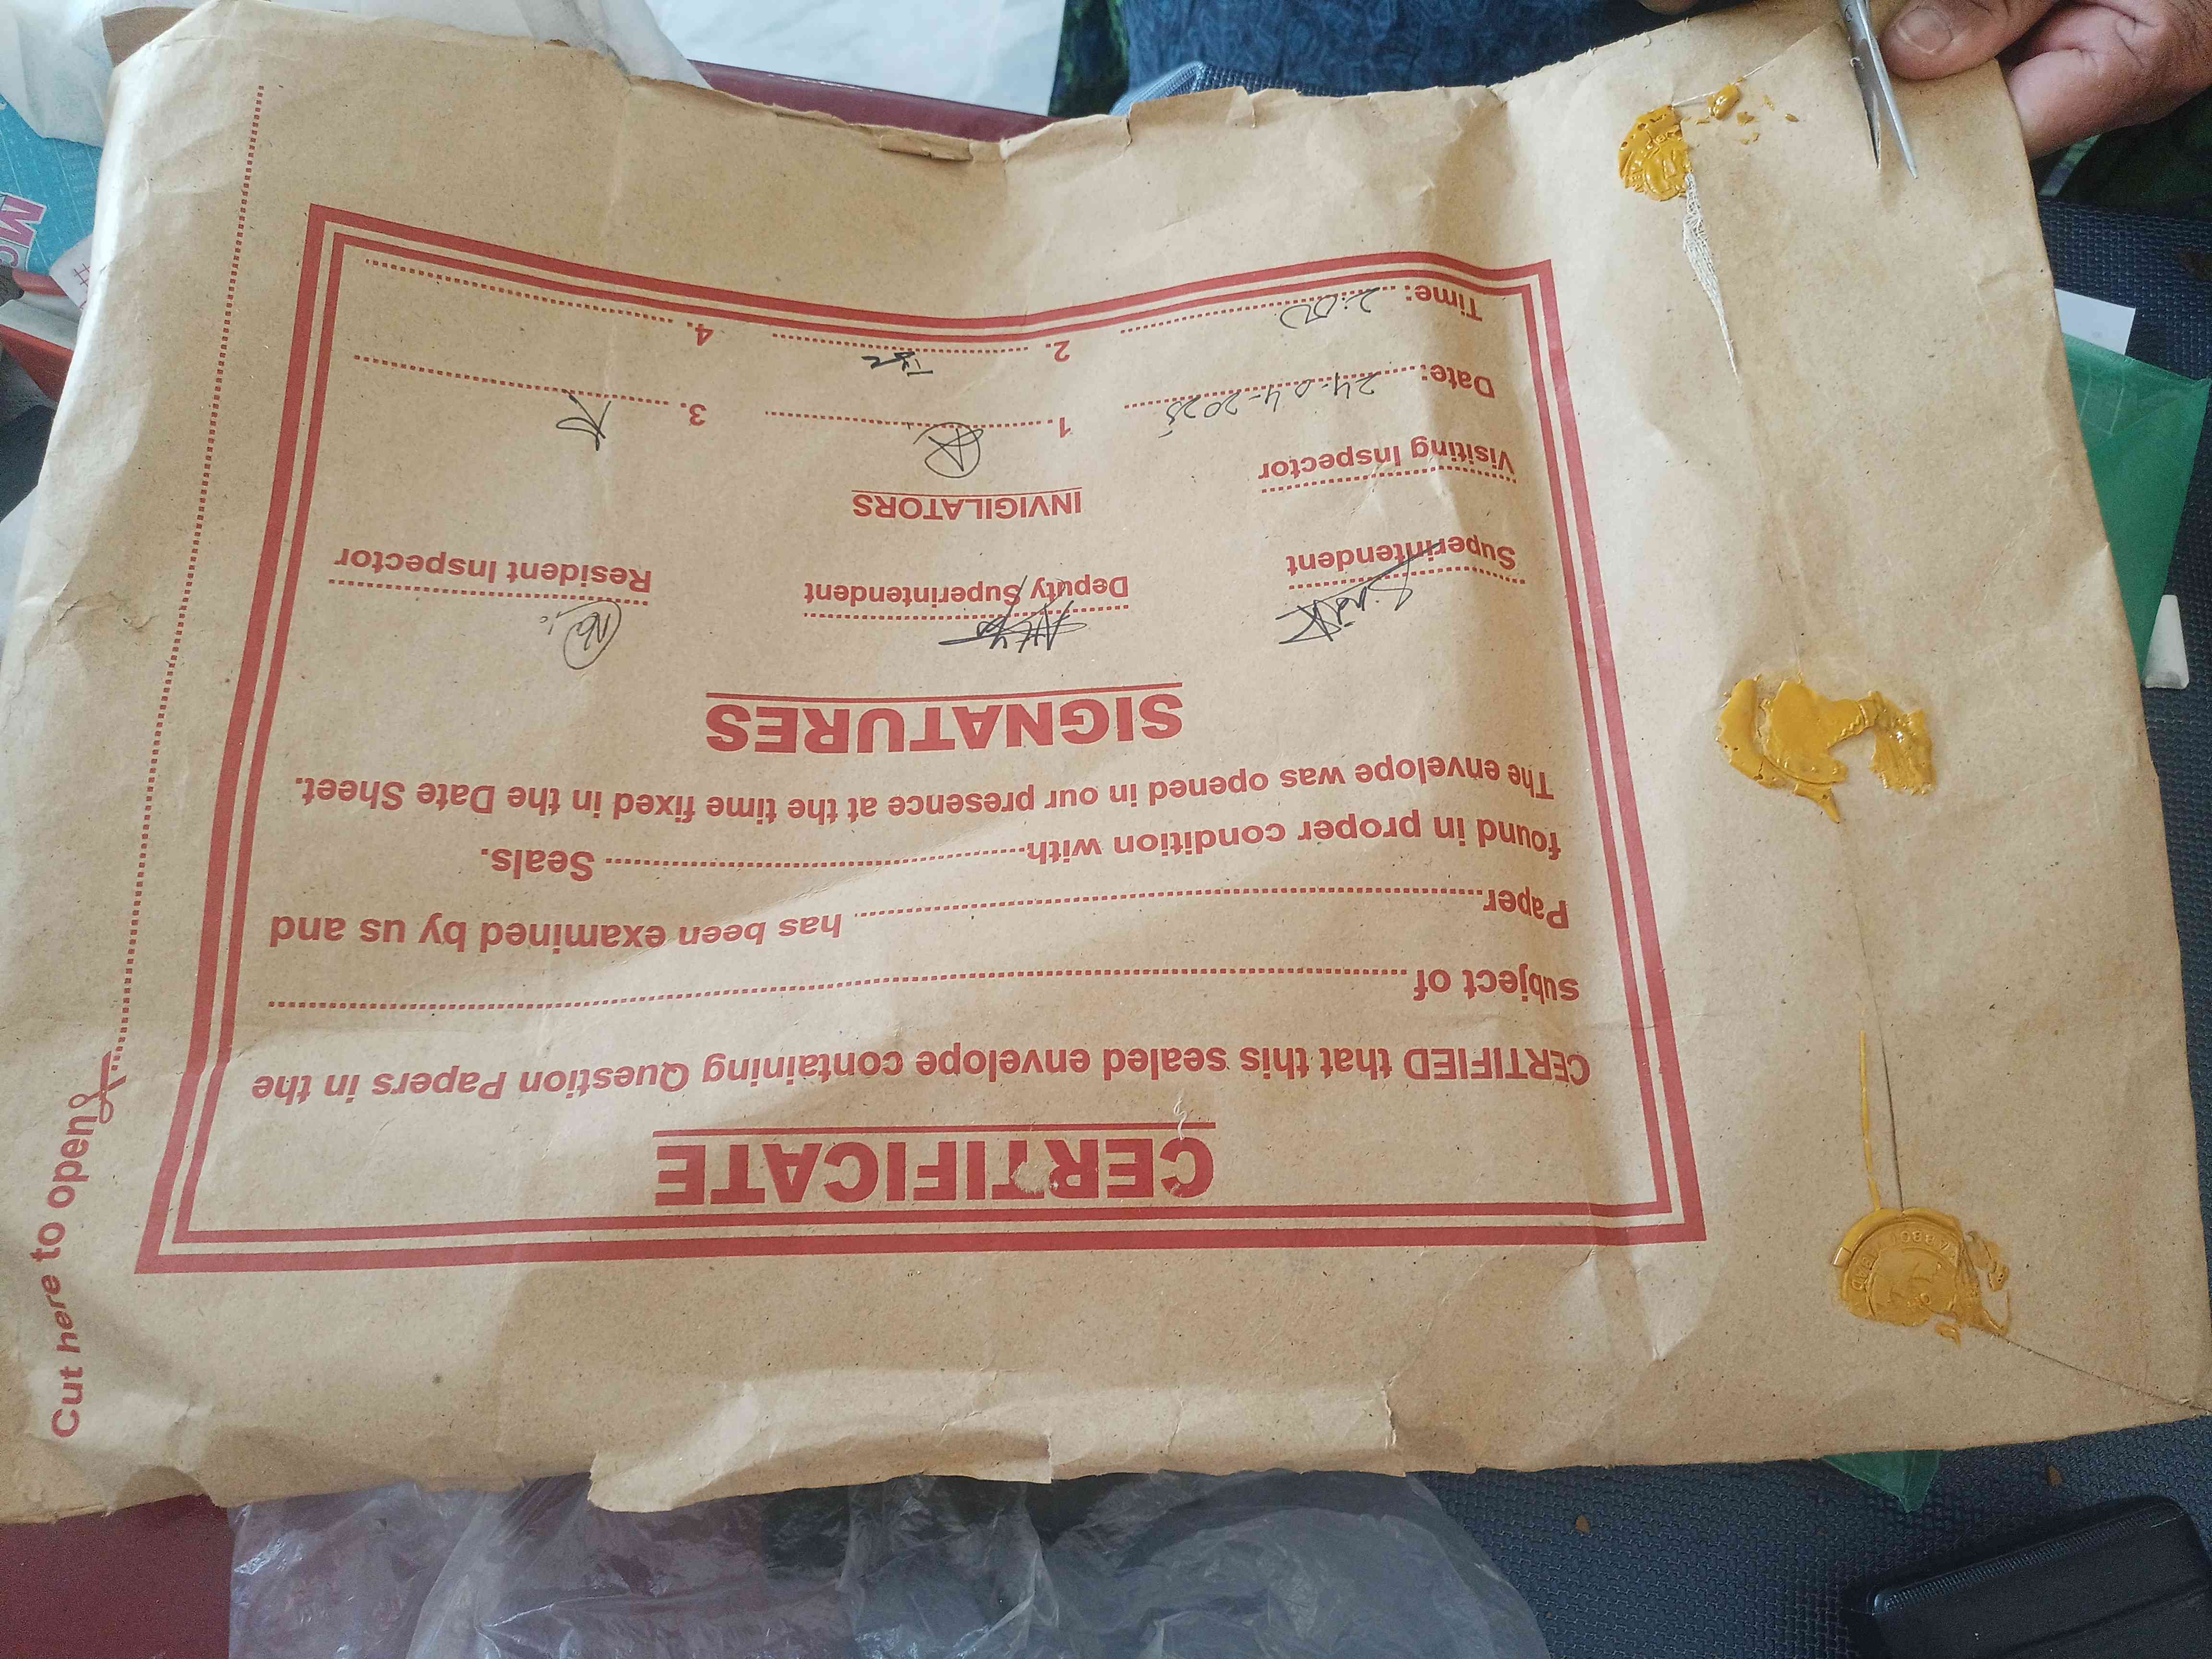 Cut here to open
CERTIFICATE
CERTIFIED that this sealed envelope containing Question Papers in the
subject of
Paper has been examined by us and
found in proper condition with Seals.
The envelope was opened in our presence at the time fixed in the Date Sheet.
SIGNATURES
Superintendent Deputy Superintendent Resident Inspector
INVIGILATORS
Visiting Inspector
1. 3.
Date: 24-04-2025
2. 4.
Time: 2:00